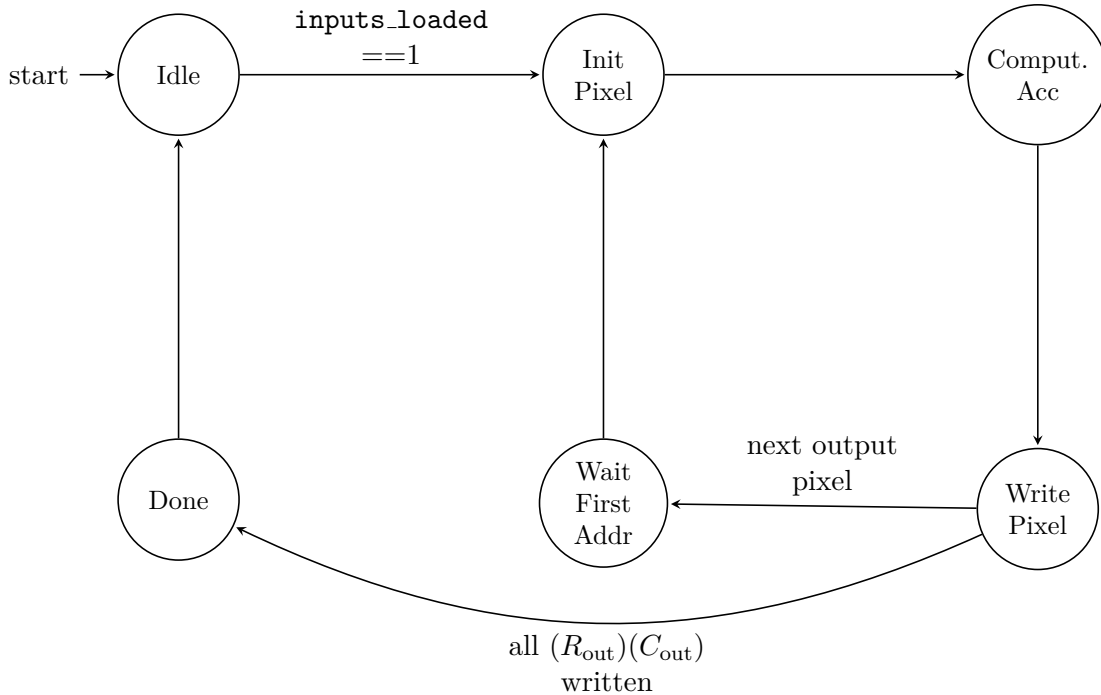 inputs_loaded
==1
start
Idle
Init
Pixel
Comput.
Acc
next output
pixel
Done
Wait
First
Addr
Write
Pixel
all (R_out)(C_out)
written